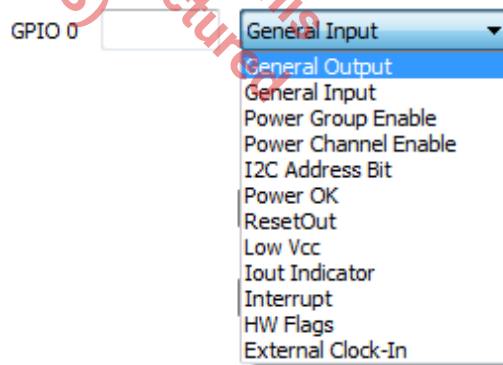 GPIO 0
General Input
General Output
General Input
Power Group Enable
Power Channel Enable
I2C Address Bit
Power OK
ResetOut
Low Vcc
Iout Indicator
Interrupt
HW Flags
External Clock-In